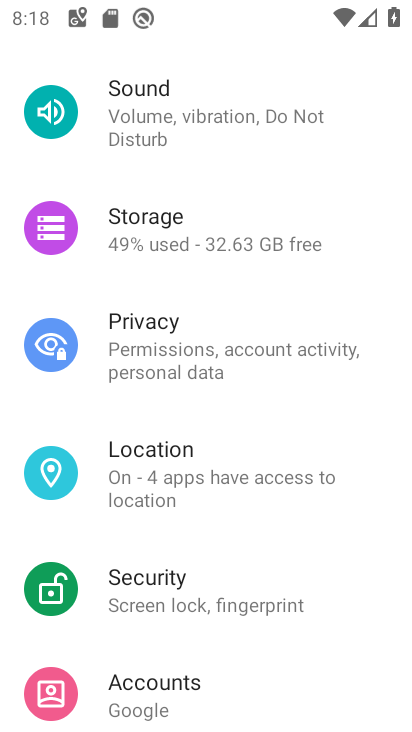 8:18
Sound
Volume, vibration, Do Not
Disturb
Storage
49% used - 32.63 GB free
Privacy
Permissions, account activity,
personal data
Location
On - 4 apps have access to
location
Security
Screen lock, fingerprint
Accounts
Google